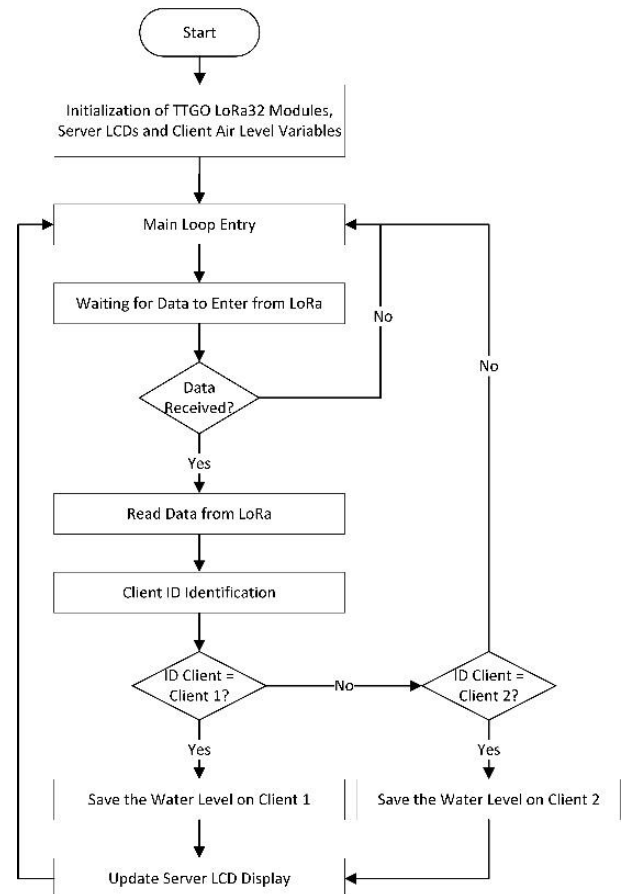 Start
Initialization of TTGO LoRa32 Modules,
Server LCDs and Client Air Level Variables
Main Loop Entry
Waiting for Data to Enter from LoRa
No
No
Data
Received?
Yes
Read Data from LoRa
Client ID Identification
ID Client =
Client 1?
No
ID Client =
Client 2?
Yes
Yes
Save the Water Level on Client 1
Save the Water Level on Client 2
Update Server LCD Display